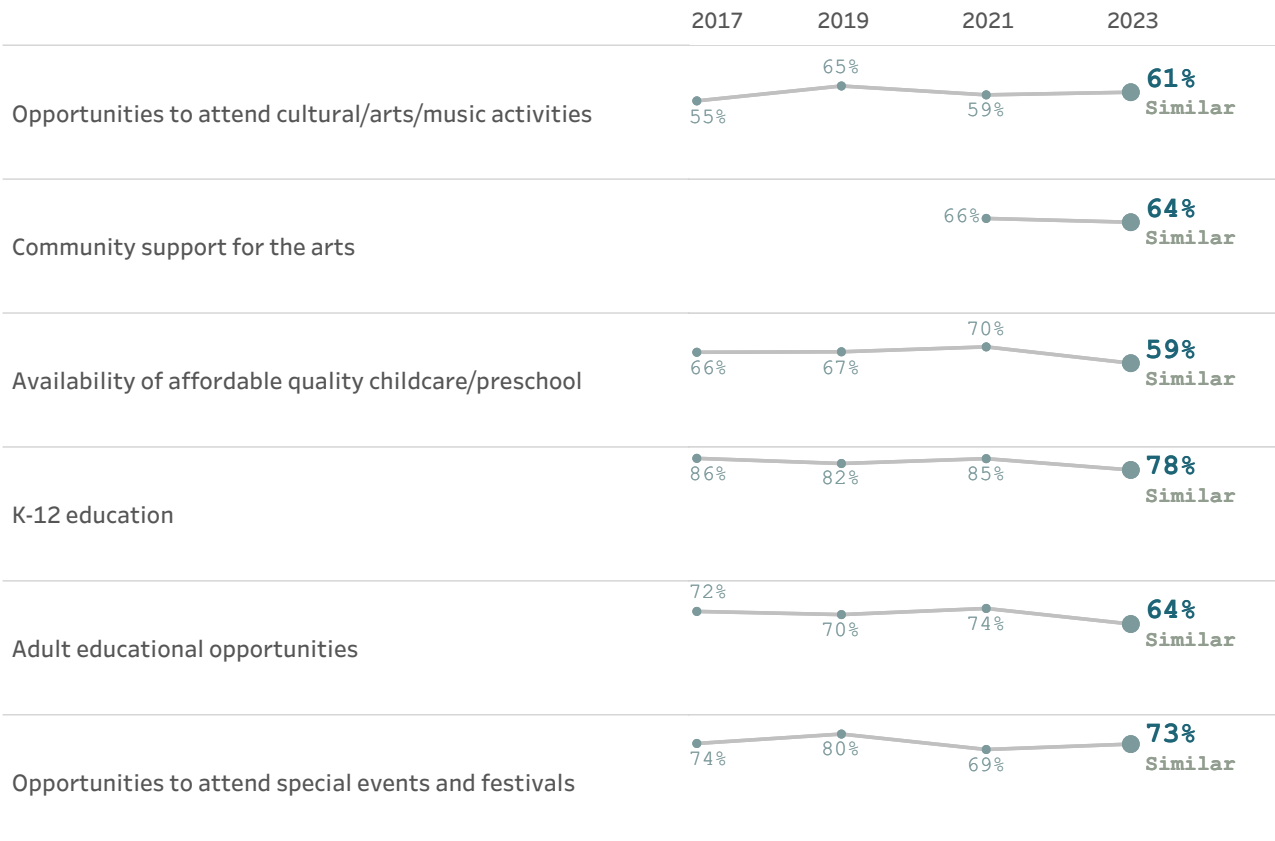 2017 2019 2021 2023
65% 61%
Opportunities to attend cultural/arts/music activities 55% 59% Similar
66% 64%
Community support for the arts Similar
70% 59%
Availability of affordable quality childcare/preschool 66% 67% Similar
86% 82% 85% 78%
K-12 education Similar
72% 64%
Adult educational opportunities 70% 74% Similar
74% 80% 69% 73%
Opportunities to attend special events and festivals Similar